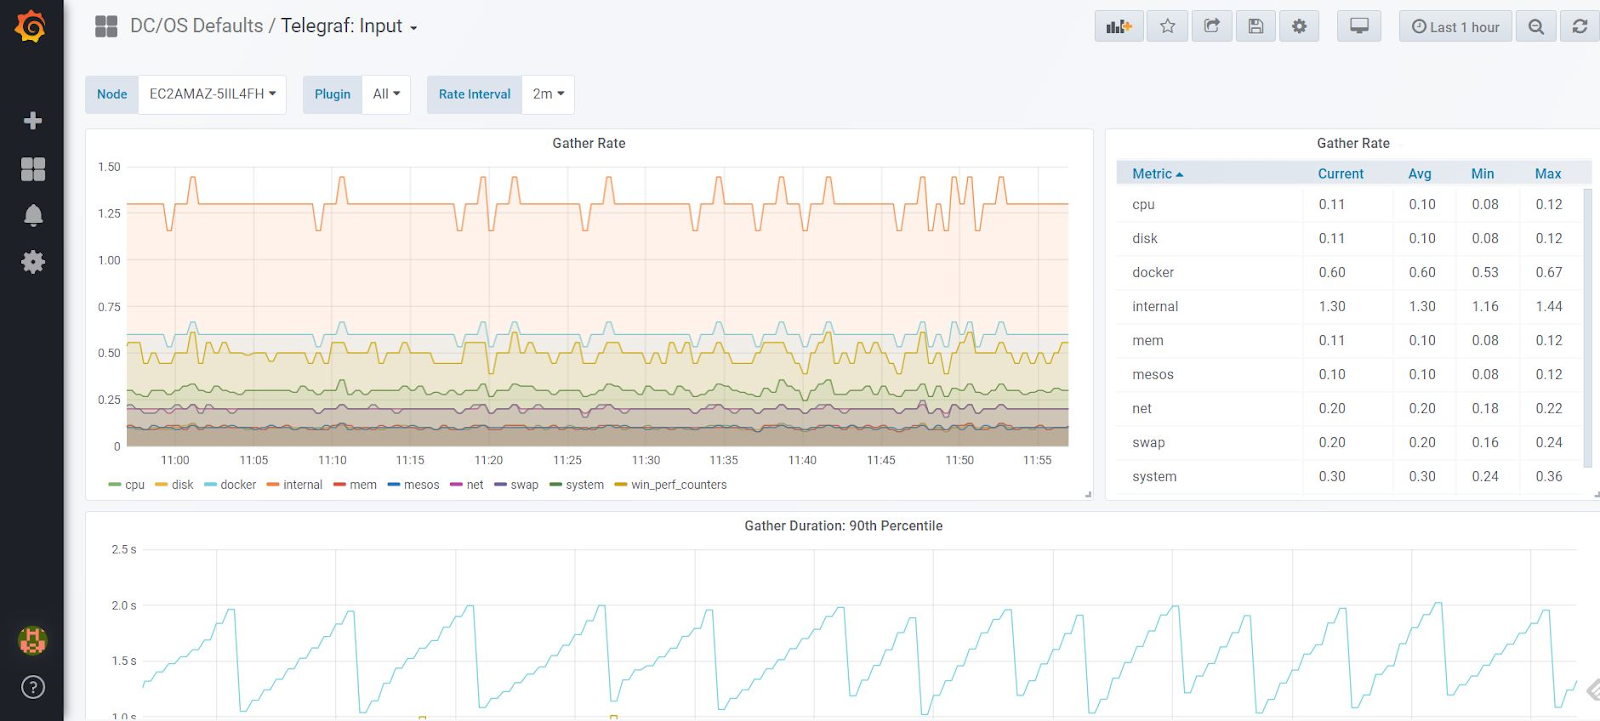 DC/OS Defaults / Telegraf: Input
Last 1 hour
Node EC2AMAZ-5IIL4FH Plugin All Rate Interval 2m
Gather Rate
1.50
1.25
1.00
0.75
0.50
0.25
0
11:00 11:05 11:10 11:15 11:20 11:25 11:30 11:35 11:40 11:45 11:50 11:55
cpu disk docker internal mem mesos net swap system win_perf_counters
Gather Rate
Metric Current Avg Min Max
cpu 0.11 0.10 0.08 0.12
disk 0.11 0.10 0.08 0.12
docker 0.60 0.60 0.53 0.67
internal 1.30 1.30 1.16 1.44
mem 0.11 0.10 0.08 0.12
mesos 0.10 0.10 0.08 0.12
net 0.20 0.20 0.18 0.22
swap 0.20 0.20 0.16 0.24
system 0.30 0.30 0.24 0.36
Gather Duration: 90th Percentile
2.5 s
2.0 s
1.5 s
1.0 s